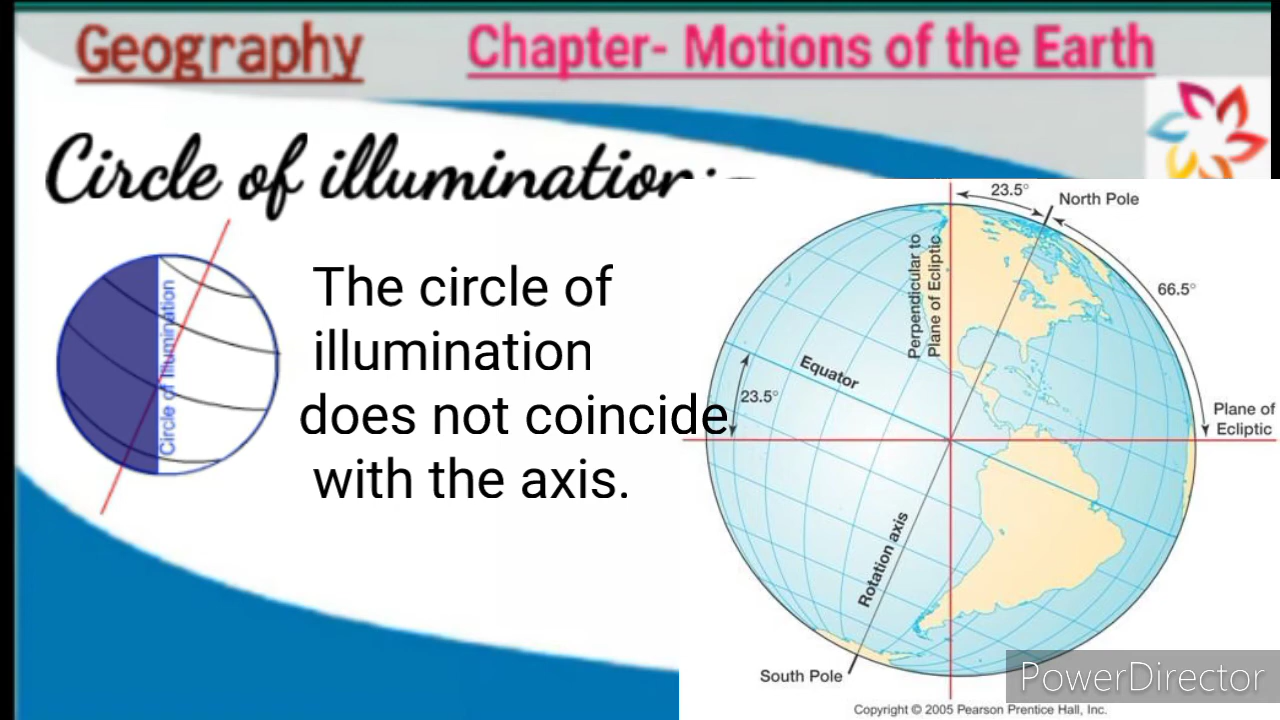 Geography
Chapter- Motions of the Earth
Circle of illumination:-
Circle of Illumination
The circle of
illumination
does not coincide
with the axis.
23.5°
North Pole
Perpendicular to
Plane of Ecliptic
66.5°
Equator
23.5°
Plane of
Ecliptic
Rotation axis
South Pole
PowerDirector
Copyright © 2005 Pearson Prentice Hall, Inc.